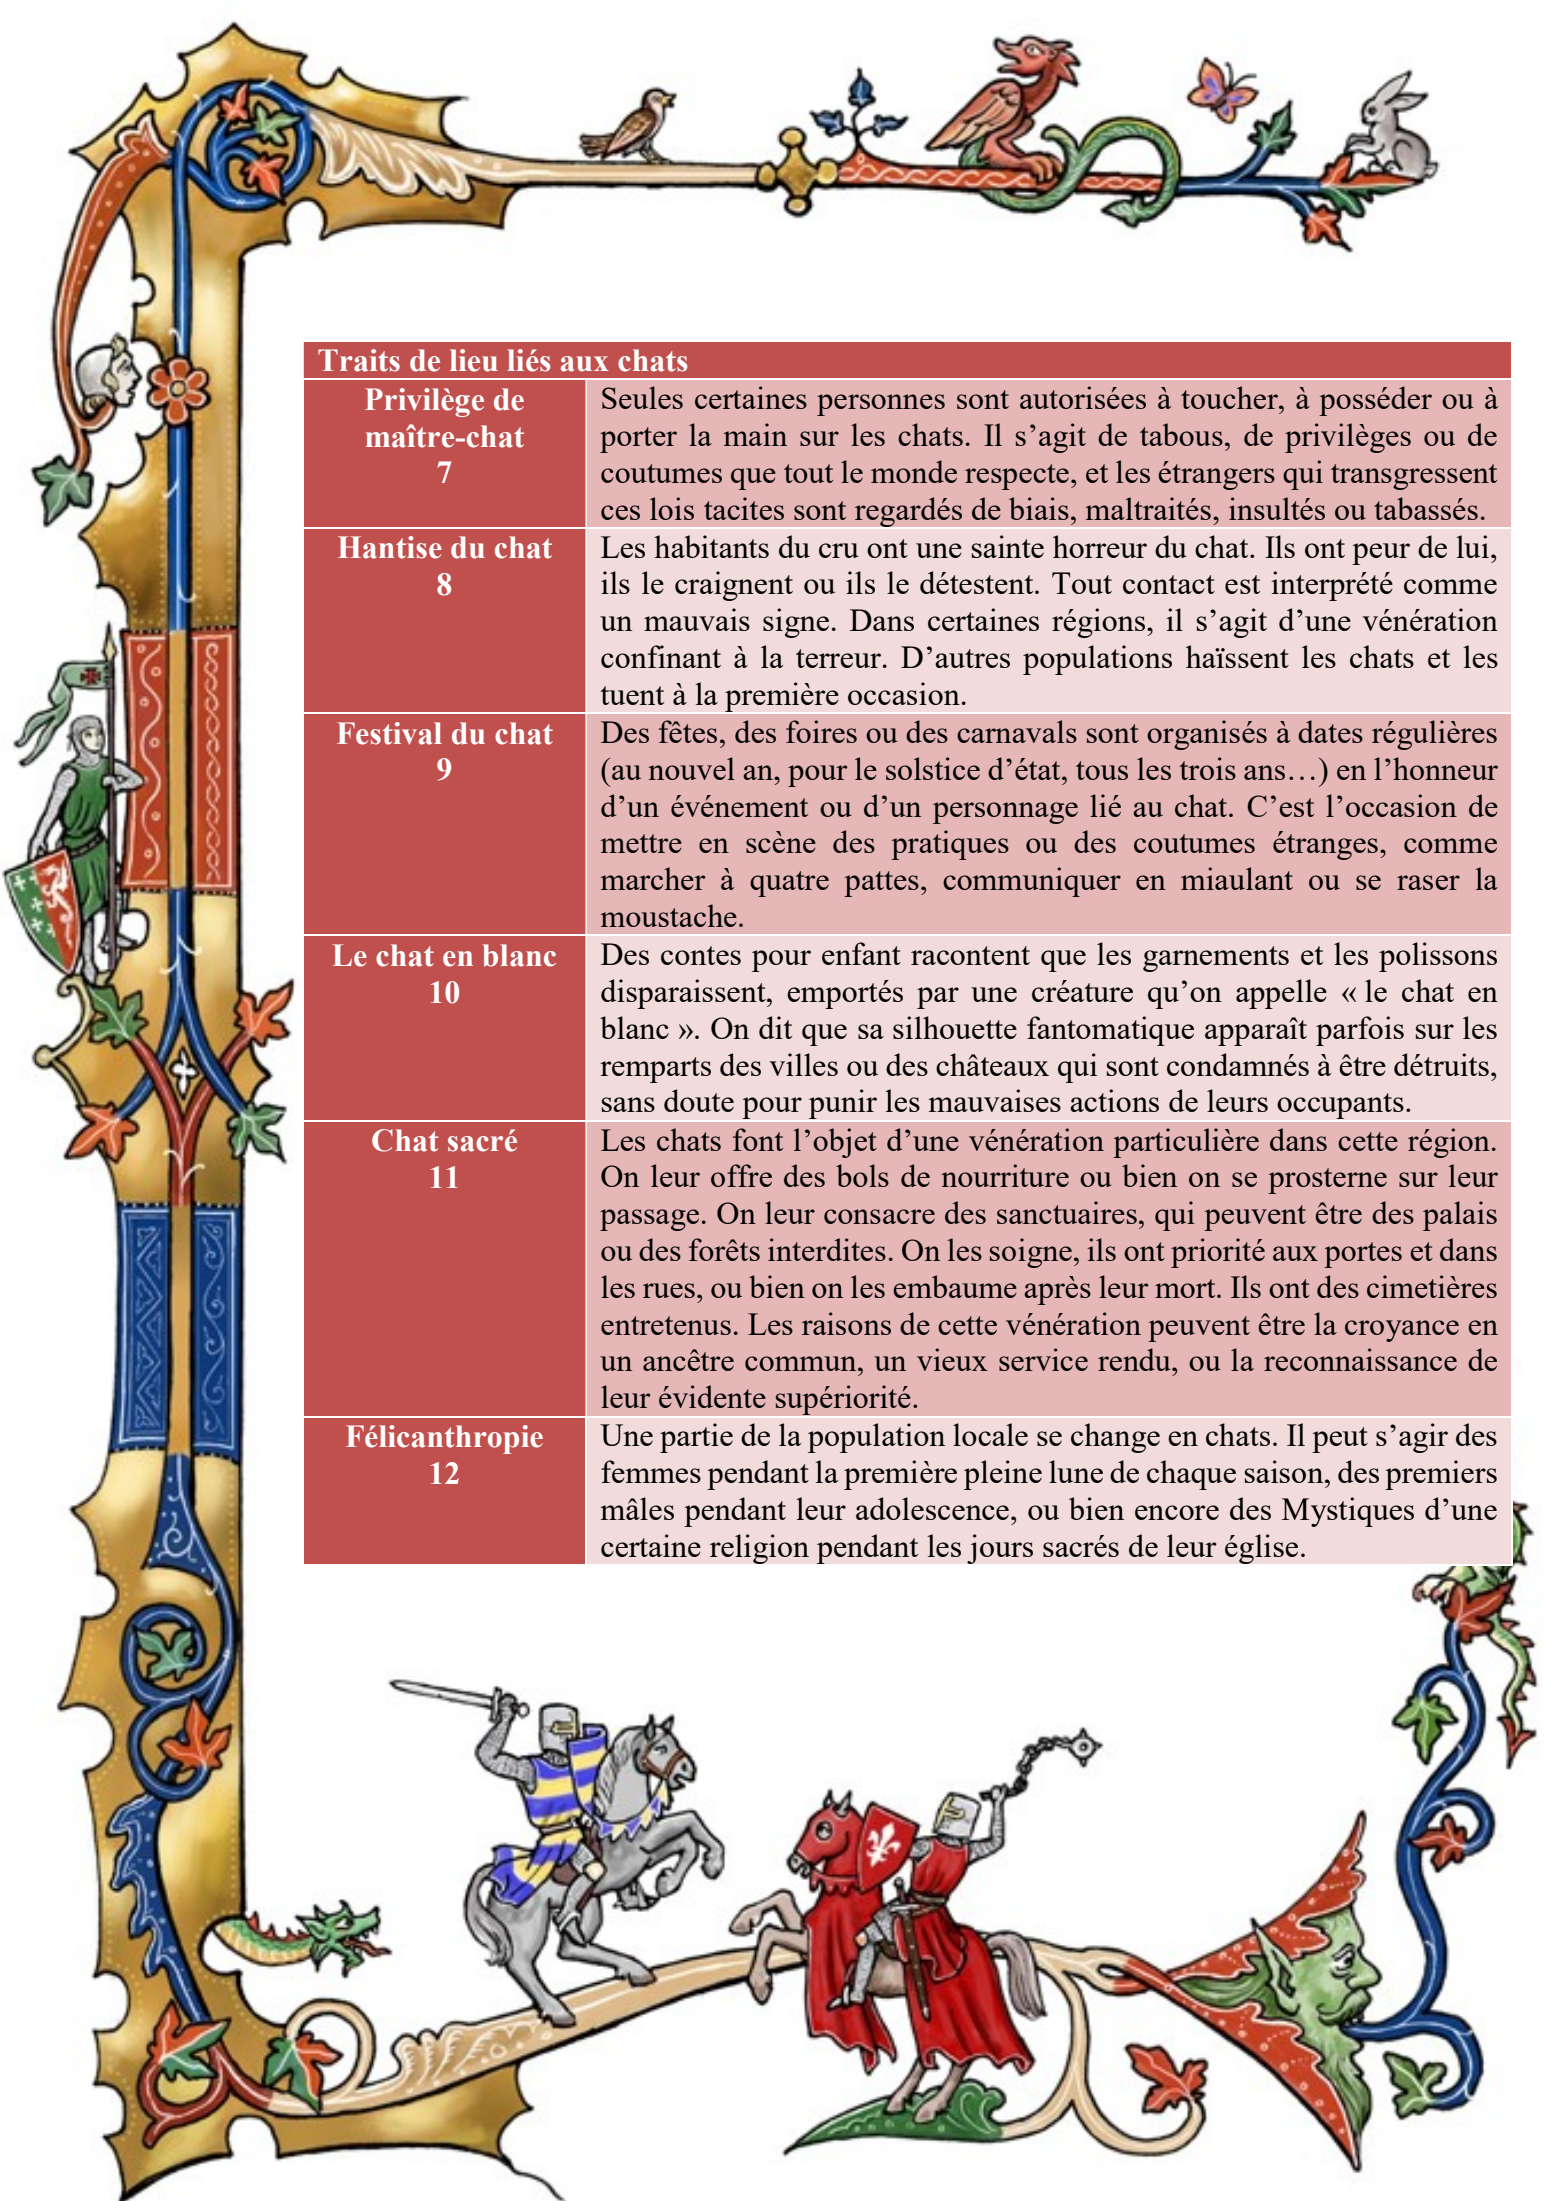 Traits de lieu liés aux chats
Privilège de
maître-chat
7
Seules certaines personnes sont autorisées à toucher, à posséder ou à
porter la main sur les chats. Il s’agit de tabous, de privilèges ou de
coutumes que tout le monde respecte, et les étrangers qui transgressent
ces lois tacites sont regardés de biais, maltraités, insultés ou tabassés.
Hantise du chat
8
Les habitants du cru ont une sainte horreur du chat. Ils ont peur de lui,
ils le craignent ou ils le détestent. Tout contact est interprété comme
un mauvais signe. Dans certaines régions, il s’agit d’une vénération
confinant à la terreur. D’autres populations haïssent les chats et les
tuent à la première occasion.
Festival du chat
9
Des fêtes, des foires ou des carnavals sont organisés à dates régulières
(au nouvel an, pour le solstice d’état, tous les trois ans…) en l’honneur
d’un événement ou d’un personnage lié au chat. C’est l’occasion de
mettre en scène des pratiques ou des coutumes étranges, comme
marcher à quatre pattes, communiquer en miaulant ou se raser la
moustache.
Le chat en blanc
10
Des contes pour enfant racontent que les garnements et les polissons
disparaissent, emportés par une créature qu’on appelle « le chat en
blanc ». On dit que sa silhouette fantomatique apparaît parfois sur les
remparts des villes ou des châteaux qui sont condamnés à être détruits,
sans doute pour punir les mauvaises actions de leurs occupants.
Chat sacré
11
Les chats font l’objet d’une vénération particulière dans cette région.
On leur offre des bols de nourriture ou bien on se prosterne sur leur
passage. On leur consacre des sanctuaires, qui peuvent être des palais
ou des forêts interdites. On les soigne, ils ont priorité aux portes et dans
les rues, ou bien on les embaume après leur mort. Ils ont des cimetières
entretenus. Les raisons de cette vénération peuvent être la croyance en
un ancêtre commun, un vieux service rendu, ou la reconnaissance de
leur évidente supériorité.
Félicanthropie
12
Une partie de la population locale se change en chats. Il peut s’agir des
femmes pendant la première pleine lune de chaque saison, des premiers
mâles pendant leur adolescence, ou bien encore des Mystiques d’une
certaine religion pendant les jours sacrés de leur église.